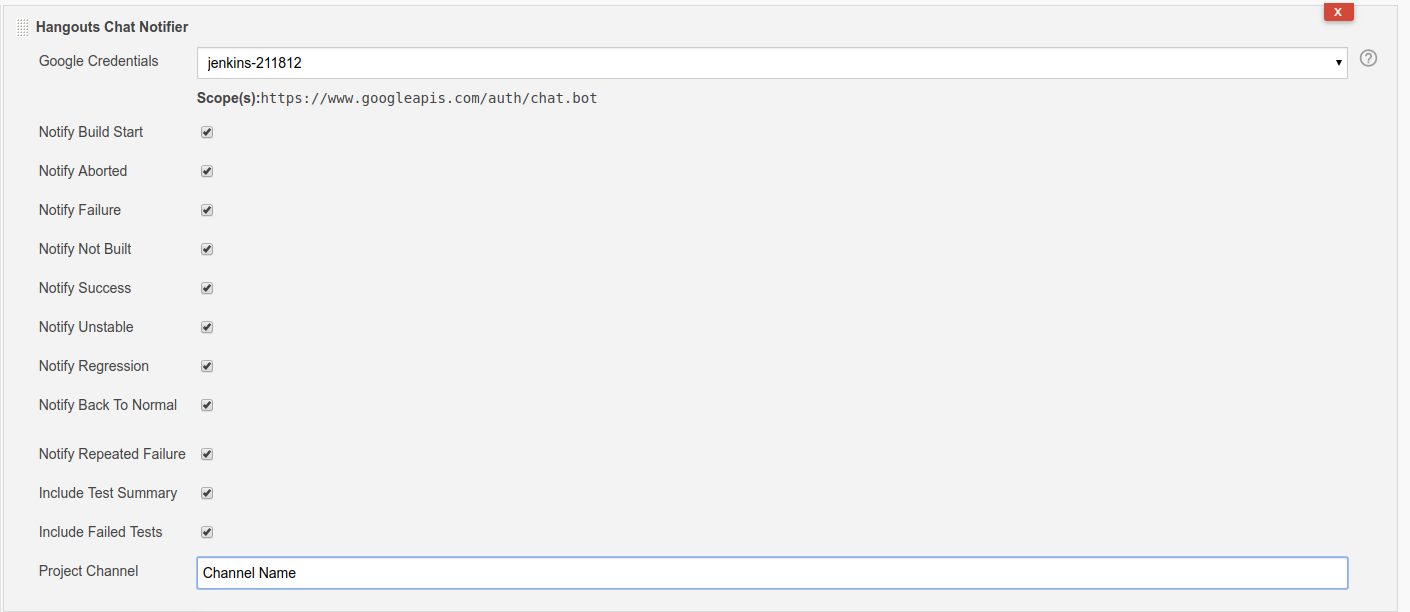 Hangouts Chat Notifier
X
Google Credentials
jenkins-211812
?
Scope(s):https://www.googleapis.com/auth/chat.bot
Notify Build Start
Notify Aborted
Notify Failure
Notify Not Built
Notify Success
Notify Unstable
Notify Regression
Notify Back To Normal
Notify Repeated Failure
Include Test Summary
Include Failed Tests
Project Channel
Channel Name